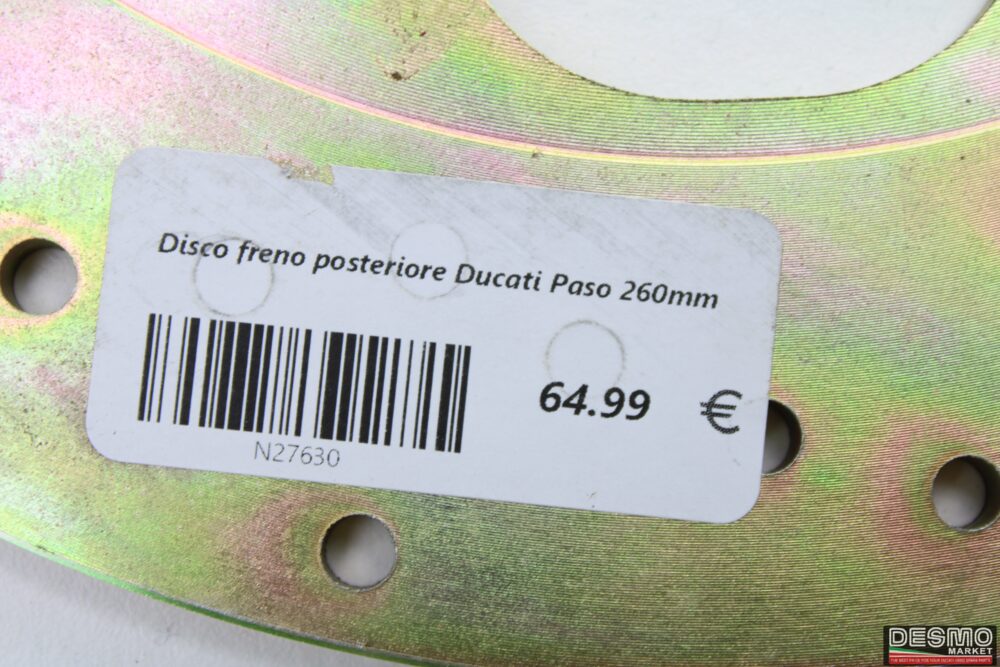 Disco freno posteriore Ducati Paso 260mm
64.99 €
N27630
DESMO
MARKET